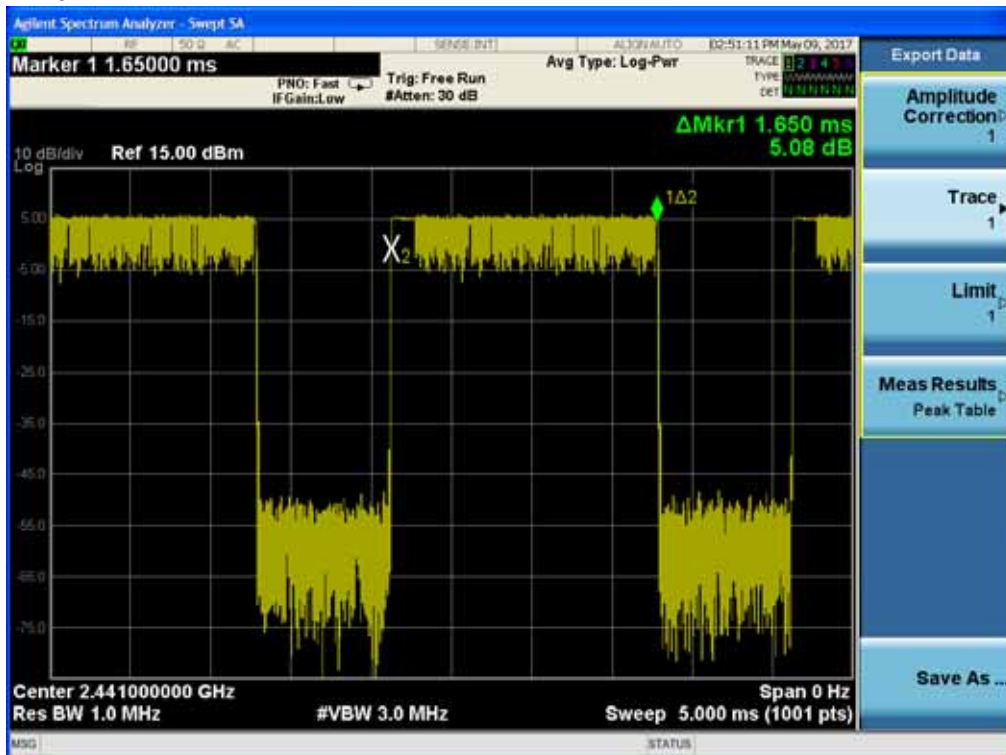 Agilent Spectrum Analyzer - Swept SA
RF 50 Ω AC SENSE:INT ALIGN AUTO 02:51:11 PM May 09, 2017
Marker 1 1.65000 ms
PNO: Fast
IFGain:Low
Trig: Free Run
#Atten: 30 dB
Avg Type: Log-Pwr
TRACE 1 2 3 4 5 6
TYPE
DET N N N N N N
ΔMkr1 1.650 ms
5.08 dB
10 dB/div Ref 15.00 dBm
Log
1Δ2
5.00
X2
-5.00
-15.0
-25.0
-35.0
-45.0
-55.0
-65.0
-75.0
Center 2.441000000 GHz
Span 0 Hz
Res BW 1.0 MHz
#VBW 3.0 MHz
Sweep 5.000 ms (1001 pts)
MSG
STATUS
Export Data
Amplitude
Correction
1
Trace
1
Limit
1
Meas Results
Peak Table
Save As ...